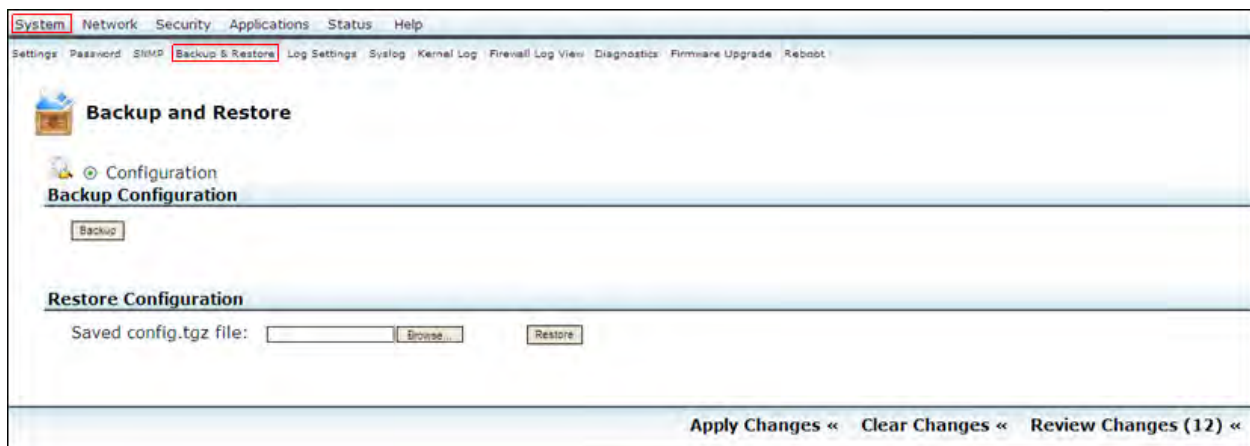 System Network Security Applications Status Help
Settings Password SNMP Backup & Restore Log Settings Syslog Kernel Log Firewall Log View Diagnostics Firmware Upgrade Reboot
Backup and Restore
Configuration
Backup Configuration
Backup
Restore Configuration
Saved config.tgz file: Browse... Restore
Apply Changes « Clear Changes « Review Changes (12) «